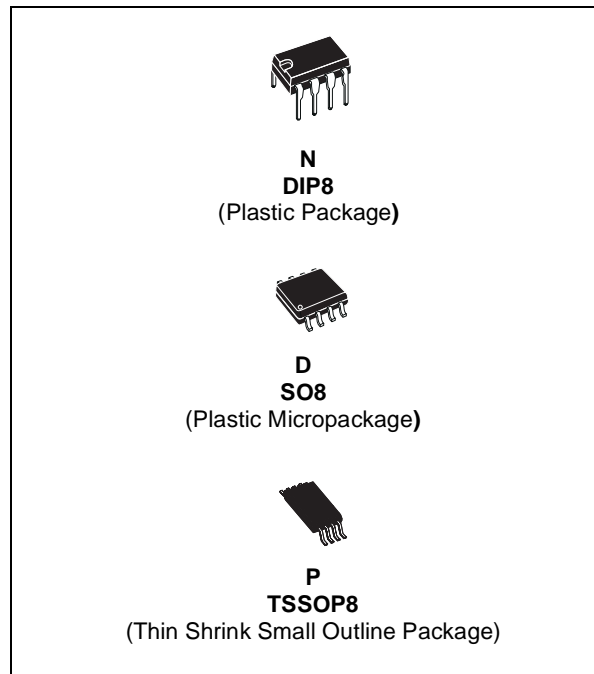 N
DIP8
(Plastic Package)
D
SO8
(Plastic Micropackage)
P
TSSOP8
(Thin Shrink Small Outline Package)